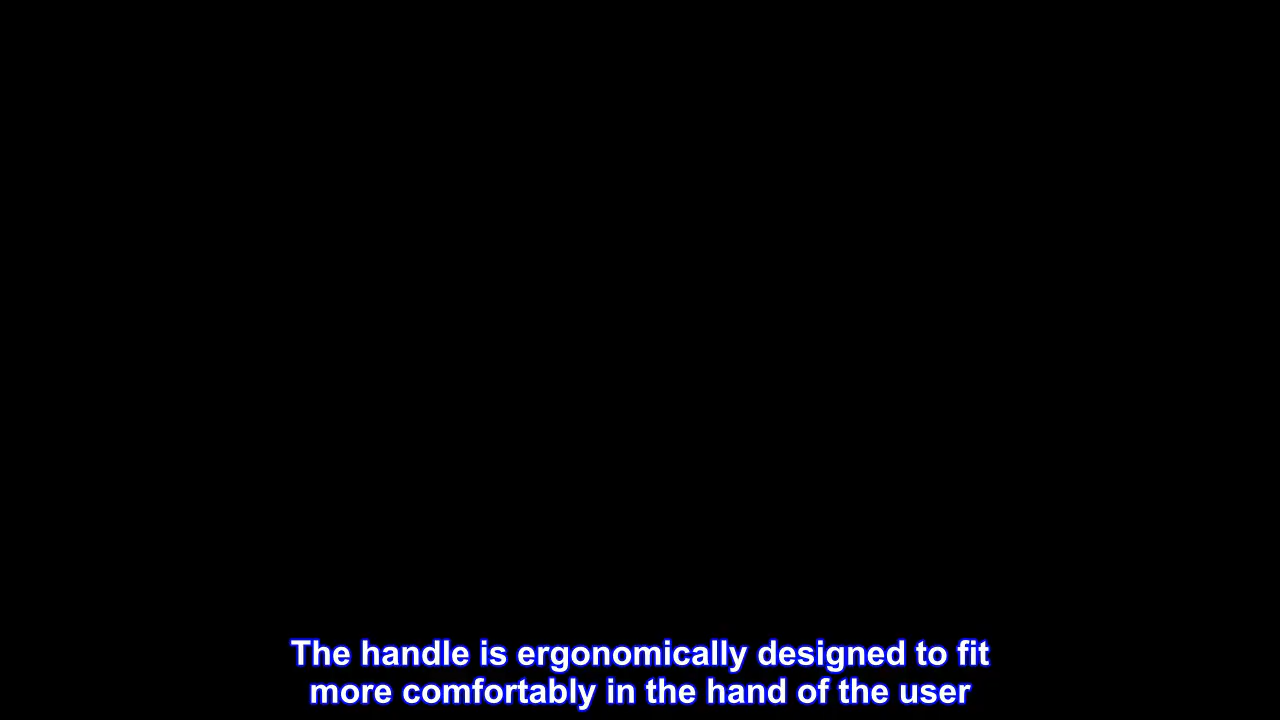 The handle is ergonomically designed to fit
more comfortably in the hand of the user